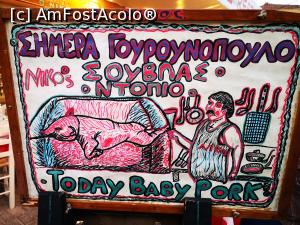 [c] AmFostAcolo®
ΣΗΜΕΡΑ ΓΟΥΡΟΥΝΟΠΟΥΛΟ
ΝΙΚΟΣ ΣΟΥΒΛΑΣ
ΝΤΟΠΙΟ
TODAY BABY PORK